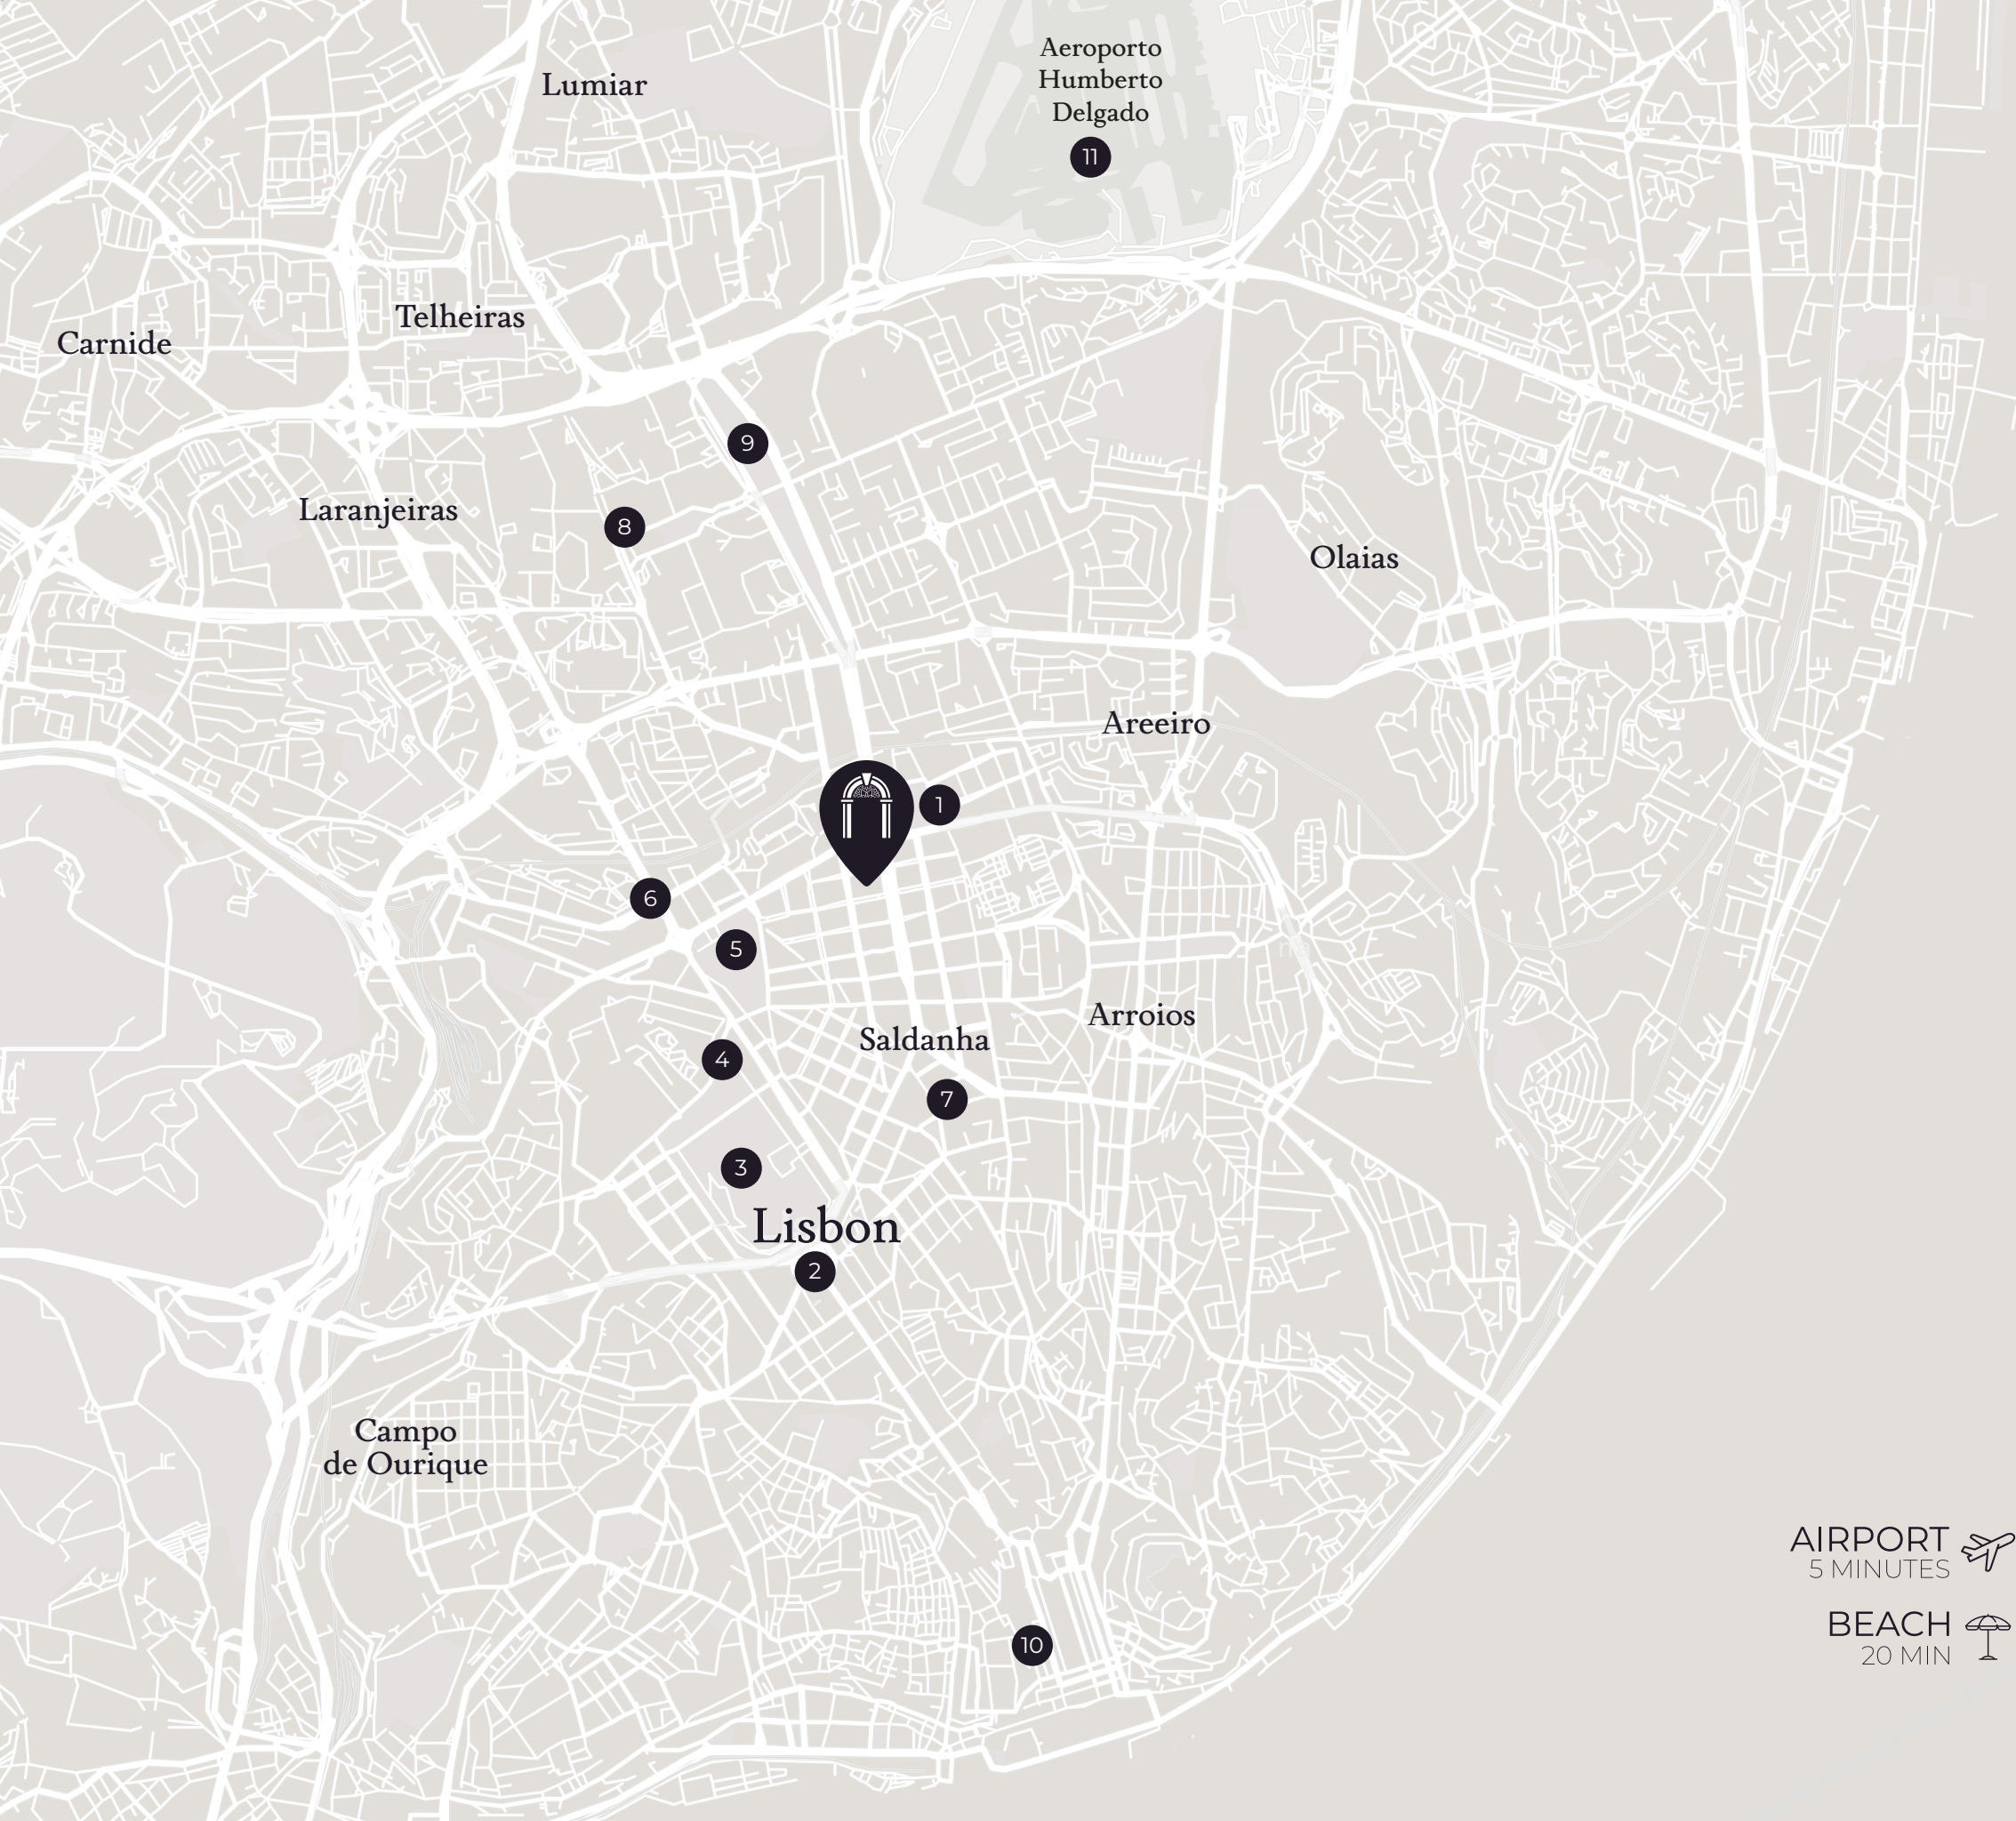 Aeroporto
Humberto
Delgado
11
Lumiar
Telheiras
Carnide
9
Laranjeiras
8
Olaias
Areeiro
1
6
5
Arroios
Saldanha
4
7
3
Lisbon
2
Campo
de Ourique
10
AIRPORT
5 MINUTES
BEACH
20 MIN